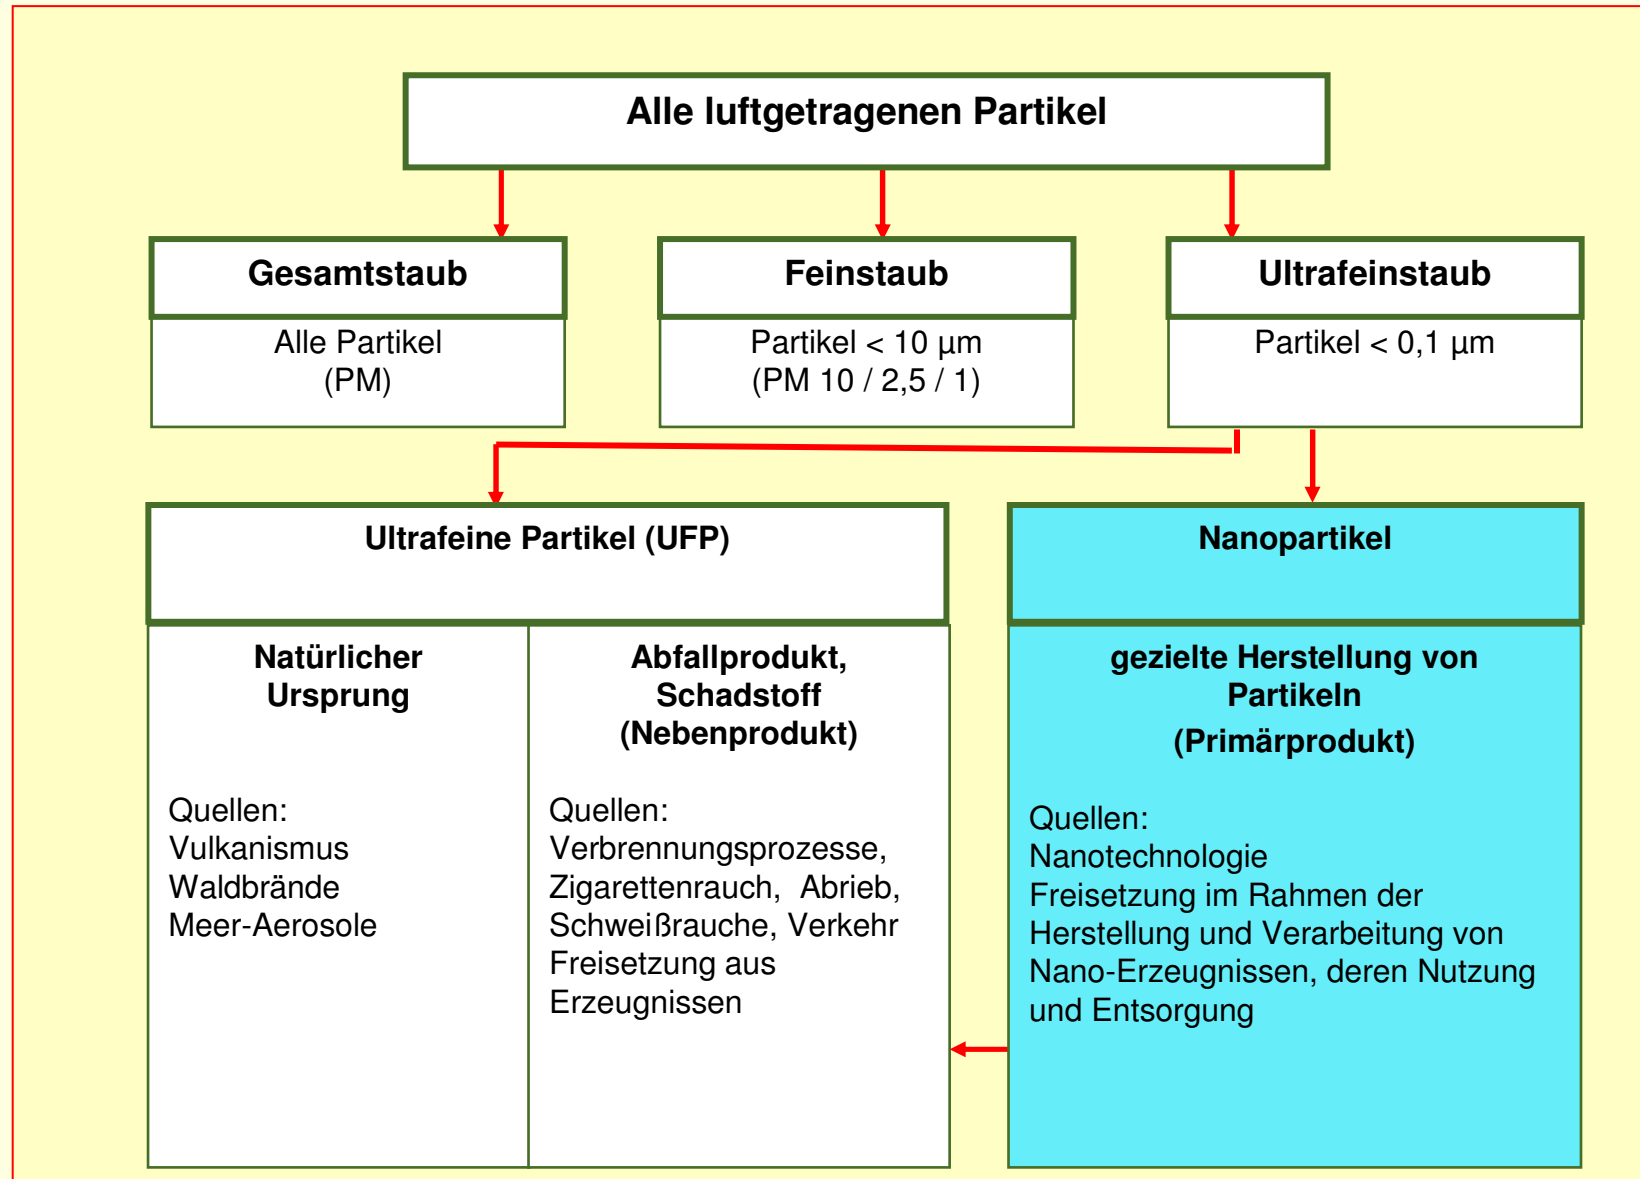 Alle luftgetragenen Partikel
Gesamtstaub
Alle Partikel
(PM)
Feinstaub
Partikel < 10 µm
(PM 10 / 2,5 / 1)
Ultrafeinstaub
Partikel < 0,1 µm
Ultrafeine Partikel (UFP)
Natürlicher
Ursprung
Quellen:
Vulkanismus
Waldbrände
Meer-Aerosole
Abfallprodukt,
Schadstoff
(Nebenprodukt)
Quellen:
Verbrennungsprozesse,
Zigarettenrauch, Abrieb,
Schweißrauche, Verkehr
Freisetzung aus
Erzeugnissen
Nanopartikel
gezielte Herstellung von
Partikeln
(Primärprodukt)
Quellen:
Nanotechnologie
Freisetzung im Rahmen der
Herstellung und Verarbeitung von
Nano-Erzeugnissen, deren Nutzung
und Entsorgung